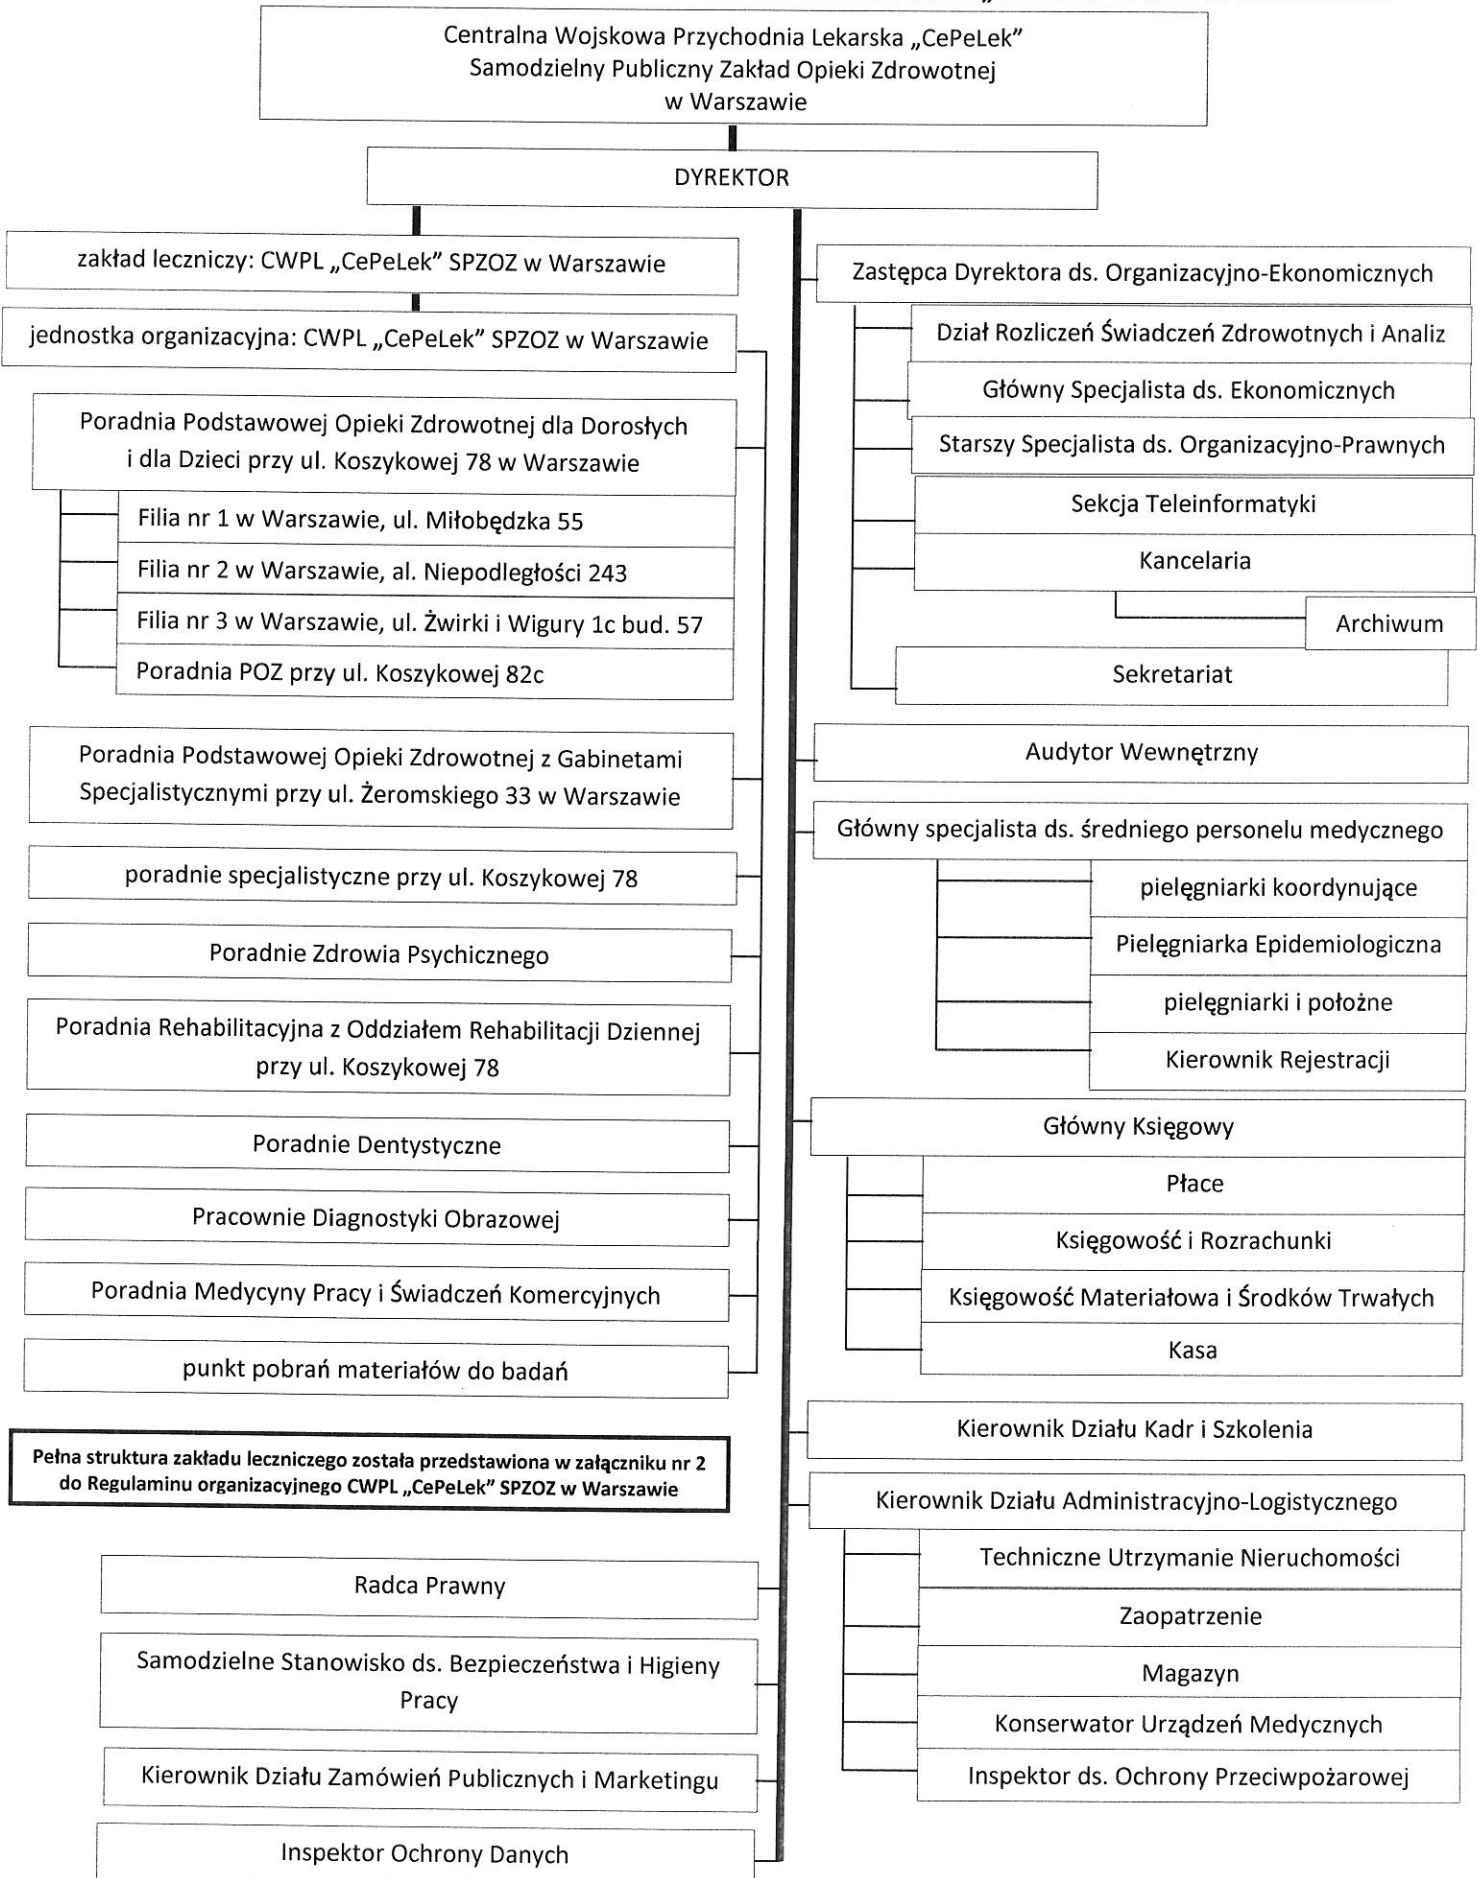 Centralna Wojskowa Przychodnia Lekarska „CePeLek”
Samodzielny Publiczny Zakład Opieki Zdrowotnej
w Warszawie
DYREKTOR
zakład leczniczy: CWPL „CePeLek” SPZOZ w Warszawie
jednostka organizacyjna: CWPL „CePeLek” SPZOZ w Warszawie
Poradnia Podstawowej Opieki Zdrowotnej dla Dorosłych
i dla Dzieci przy ul. Koszykowej 78 w Warszawie
Filia nr 1 w Warszawie, ul. Miłobędzka 55
Filia nr 2 w Warszawie, al. Niepodległości 243
Filia nr 3 w Warszawie, ul. Żwirki i Wigury 1c bud. 57
Poradnia POZ przy ul. Koszykowej 82c
Poradnia Podstawowej Opieki Zdrowotnej z Gabinetami
Specjalistycznymi przy ul. Żeromskiego 33 w Warszawie
poradnie specjalistyczne przy ul. Koszykowej 78
Poradnie Zdrowia Psychicznego
Poradnia Rehabilitacyjna z Oddziałem Rehabilitacji Dziennej
przy ul. Koszykowej 78
Poradnie Dentystyczne
Pracownie Diagnostyki Obrazowej
Poradnia Medycyny Pracy i Świadczeń Komercyjnych
punkt pobrań materiałów do badań
Pełna struktura zakładu leczniczego została przedstawiona w załączniku nr 2
do Regulaminu organizacyjnego CWPL „CePeLek” SPZOZ w Warszawie
Radca Prawny
Samodzielne Stanowisko ds. Bezpieczeństwa i Higieny
Pracy
Kierownik Działu Zamówień Publicznych i Marketingu
Inspektor Ochrony Danych
Zastępca Dyrektora ds. Organizacyjno-Ekonomicznych
Dział Rozliczeń Świadczeń Zdrowotnych i Analiz
Główny Specjalista ds. Ekonomicznych
Starszy Specjalista ds. Organizacyjno-Prawnych
Sekcja Teleinformatyki
Kancelaria
Archiwum
Sekretariat
Audytor Wewnętrzny
Główny specjalista ds. średniego personelu medycznego
pielęgniarki koordynujące
Pielęgniarka Epidemiologiczna
pielęgniarki i położne
Kierownik Rejestracji
Główny Księgowy
Płace
Księgowość i Rozrachunki
Księgowość Materiałowa i Środków Trwałych
Kasa
Kierownik Działu Kadr i Szkolenia
Kierownik Działu Administracyjno-Logistycznego
Techniczne Utrzymanie Nieruchomości
Zaopatrzenie
Magazyn
Konserwator Urządzeń Medycznych
Inspektor ds. Ochrony Przeciwpożarowej